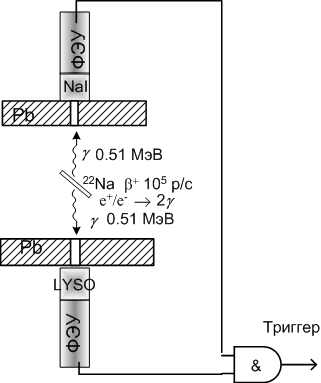 ФЭУ
NaI
Pb
γ 0.51 МэВ
²²Na β⁺ 10⁵ р/с
e⁺/e⁻ → 2γ
γ 0.51 МэВ
Pb
LYSO
ФЭУ
Триггер
&